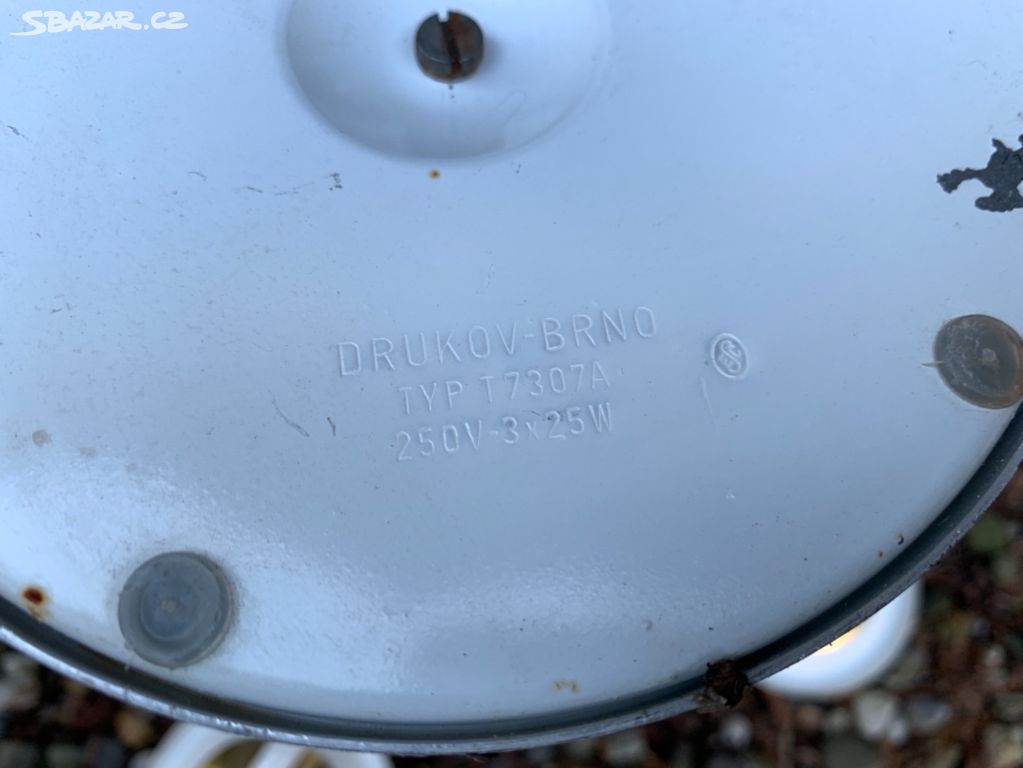 SBAZAR.CZ
DRUKOV-BRNO
TYP T7307A
250V-3x25W